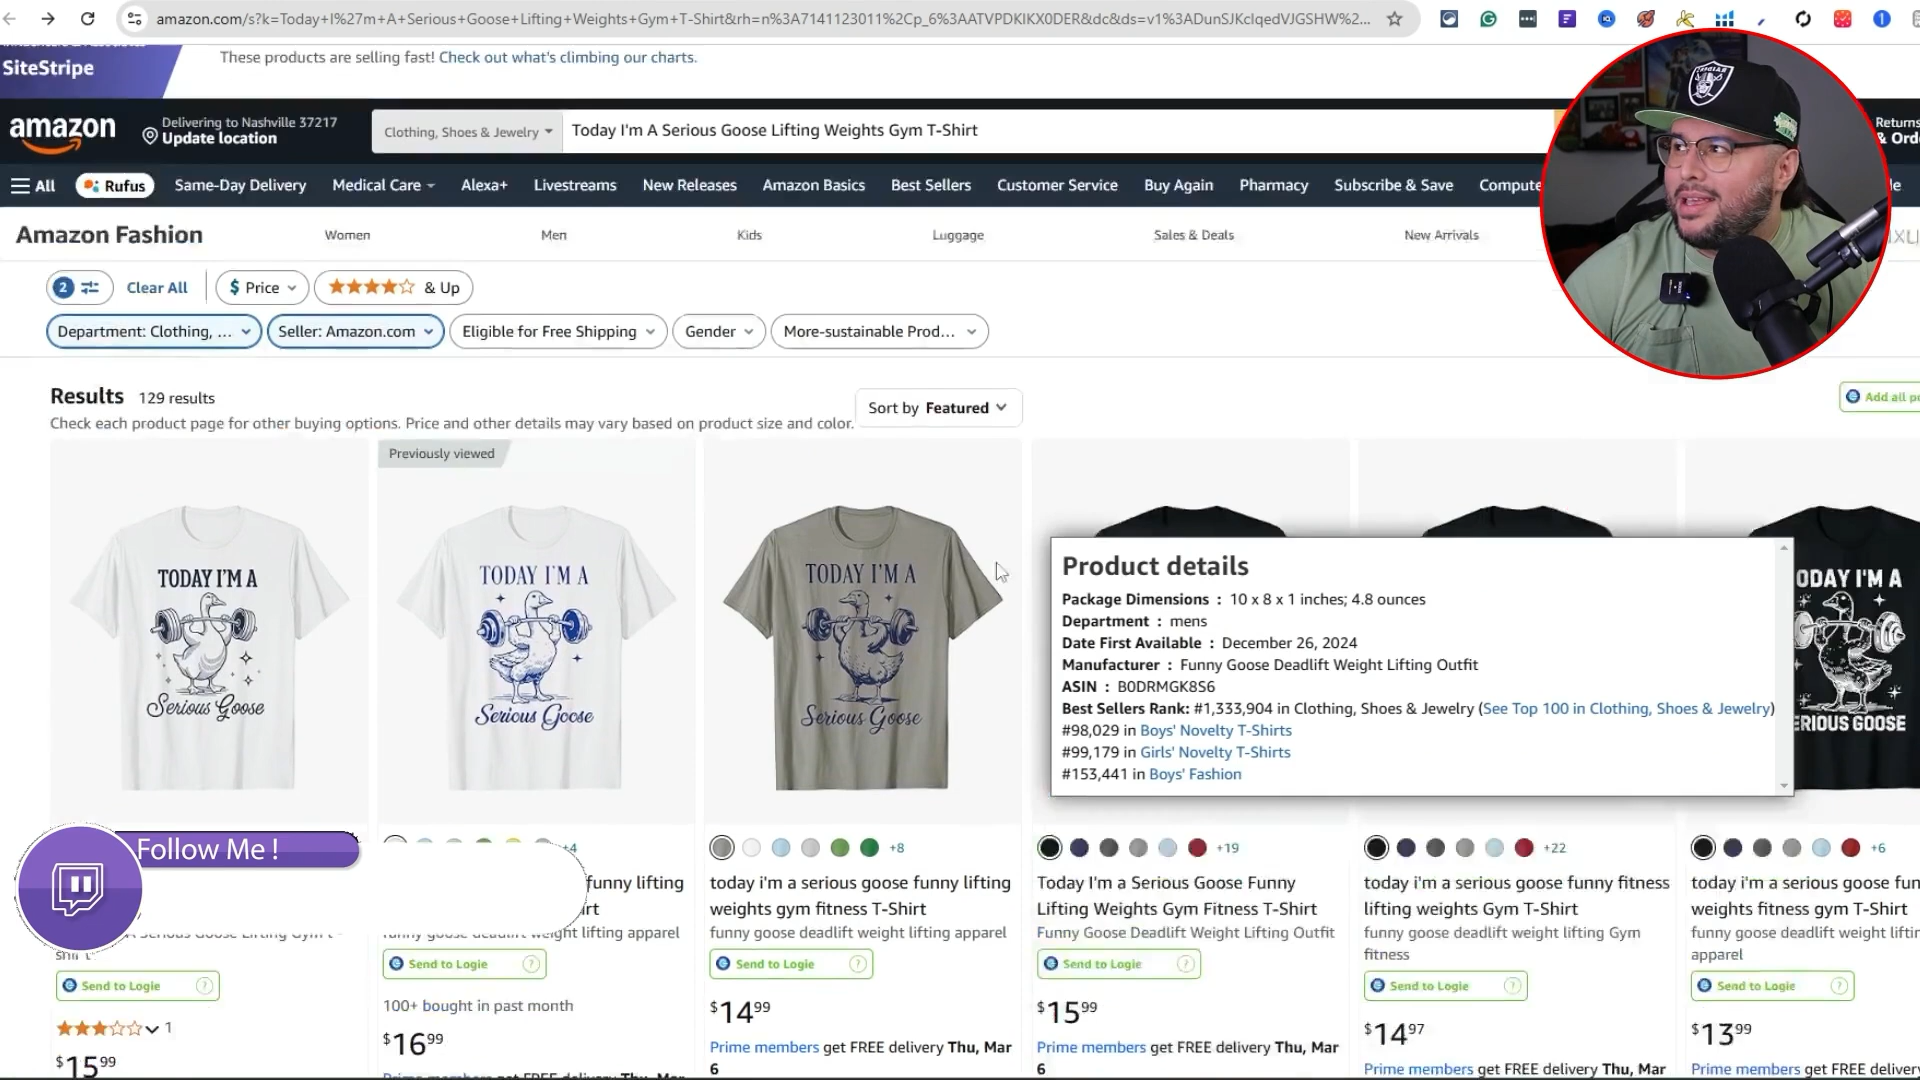 amazon.com/s?k=Today+I%27m+A+Serious+Goose+Lifting+Weights+Gym+T-Shirt&rh=n%3A7141123011%2Cp_6%3AATVPDKIKX0DER&dc&ds=v1%3ADunSJKclqedVJGSHW%2...
SiteStripe
These products are selling fast! Check out what's climbing our charts.
amazon
Delivering to Nashville 37217
Update location
Clothing, Shoes & Jewelry
Today I'm A Serious Goose Lifting Weights Gym T-Shirt
Returns
& Orde
All
Rufus
Same-Day Delivery
Medical Care
Alexa+
Livestreams
New Releases
Amazon Basics
Best Sellers
Customer Service
Buy Again
Pharmacy
Subscribe & Save
Compute
RAIDERS
Amazon Fashion
Women
Men
Kids
Luggage
Sales & Deals
New Arrivals
2
Clear All
$ Price
& Up
Department: Clothing, ...
Seller: Amazon.com
Eligible for Free Shipping
Gender
More-sustainable Prod...
Results 129 results
Check each product page for other buying options. Price and other details may vary based on product size and color.
Sort by Featured
Add all po
Previously viewed
TODAY I'M A
Serious Goose
TODAY I'M A
Serious Goose
TODAY I'M A
Serious Goose
Product details
Package Dimensions : 10 x 8 x 1 inches; 4.8 ounces
Department : mens
Date First Available : December 26, 2024
Manufacturer : Funny Goose Deadlift Weight Lifting Outfit
ASIN : B0DRMGK8S6
Best Sellers Rank: #1,333,904 in Clothing, Shoes & Jewelry (See Top 100 in Clothing, Shoes & Jewelry)
#98,029 in Boys' Novelty T-Shirts
#99,179 in Girls' Novelty T-Shirts
#153,441 in Boys' Fashion
ODAY I'M A
ERIOUS GOOSE
Follow Me !
Send to Logie ?
1
$15 99
+4
funny lifting
irt
funny goose deadlift weight lifting apparel
Send to Logie ?
100+ bought in past month
$16 99
Prime members get FREE delivery Thu, Mar
+8
today i'm a serious goose funny lifting
weights gym fitness T-Shirt
funny goose deadlift weight lifting apparel
Send to Logie ?
$14 99
Prime members get FREE delivery Thu, Mar
6
+19
Today I'm a Serious Goose Funny
Lifting Weights Gym Fitness T-Shirt
Funny Goose Deadlift Weight Lifting Outfit
Send to Logie ?
$15 99
Prime members get FREE delivery Thu, Mar
6
+22
today i'm a serious goose funny fitness
lifting weights Gym T-Shirt
funny goose deadlift weight lifting Gym
fitness
Send to Logie ?
$14 97
Prime members get FREE delivery Thu, Mar
+6
today i'm a serious goose fun
weights fitness gym T-Shirt
funny goose deadlift weight liftin
apparel
Send to Logie ?
$13 99
Prime members get FREE delivery Thu,